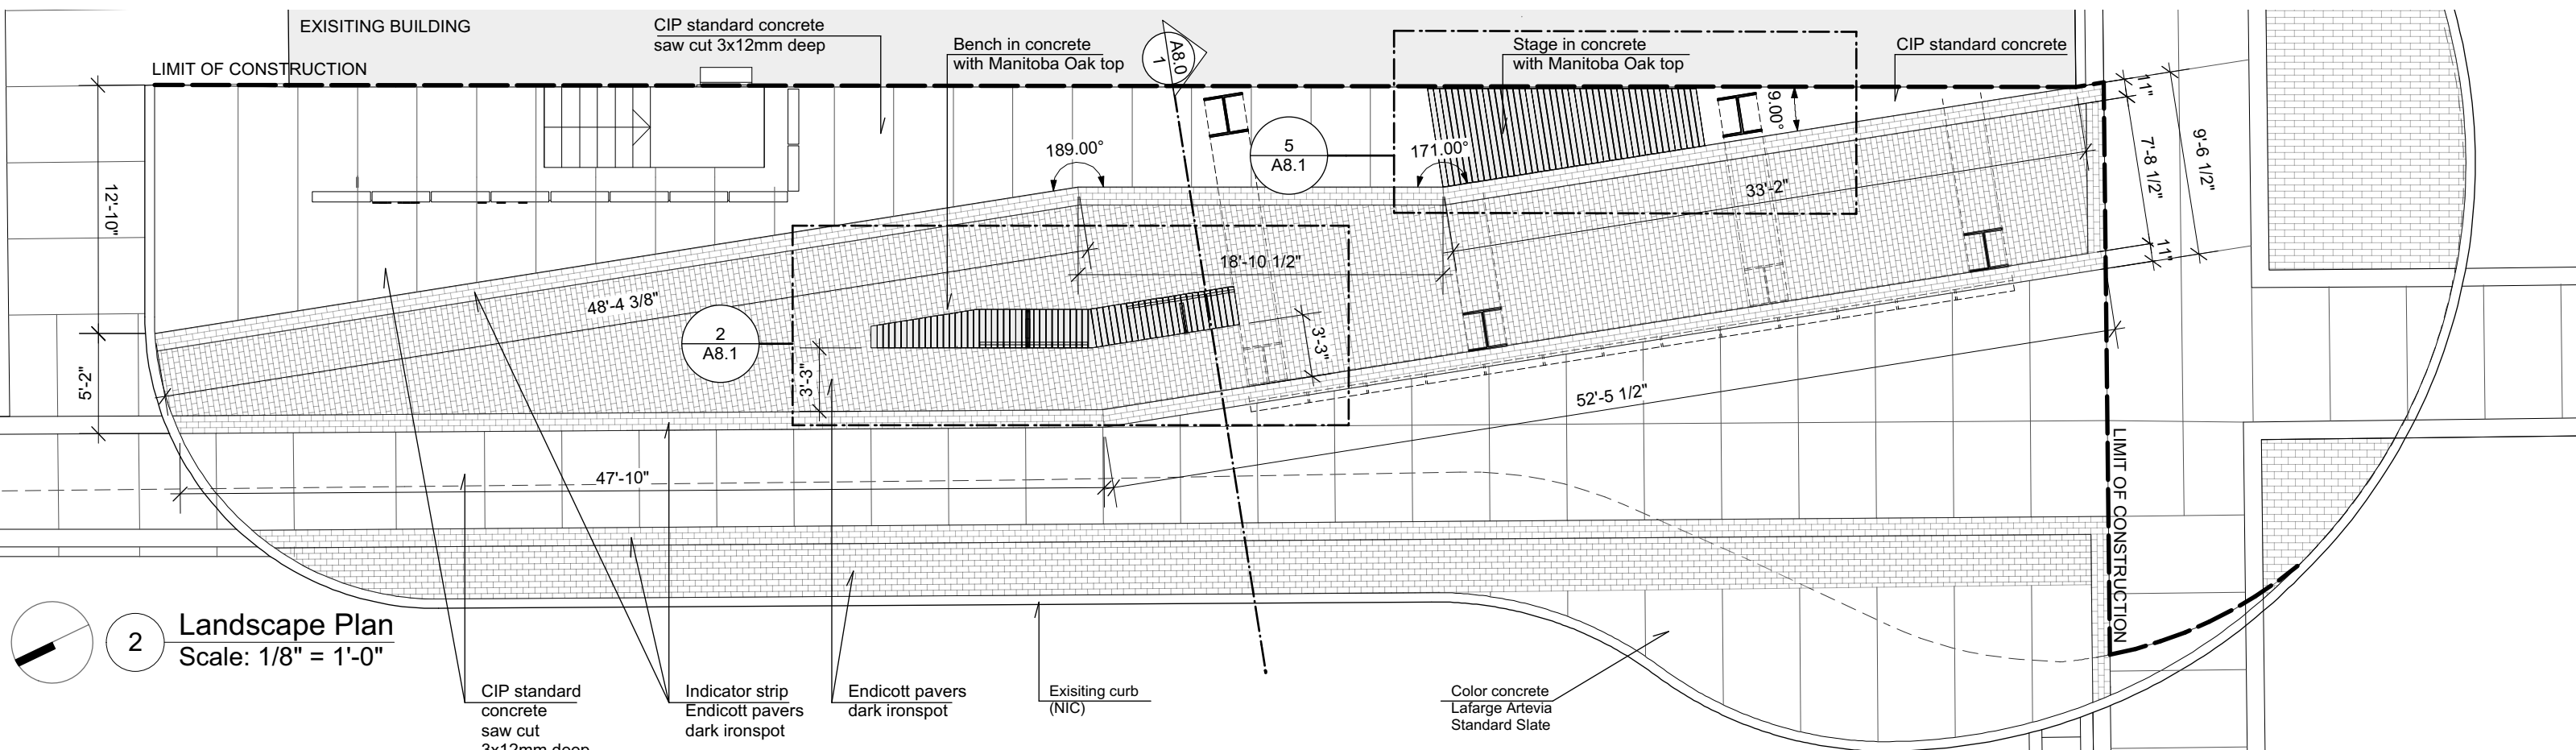 EXISITING BUILDING
CIP standard concrete
saw cut 3x12mm deep
Bench in concrete
with Manitoba Oak top
A8.0
1
Stage in concrete
with Manitoba Oak top
CIP standard concrete
LIMIT OF CONSTRUCTION
11"
9'-6 1/2"
7'-8 1/2"
11"
9.00°
189.00°
5
A8.1
171.00°
33'-2"
12'-10"
18'-10 1/2"
48'-4 3/8"
2
A8.1
3'-3"
3'-3"
5'-2"
52'-5 1/2"
47'-10"
LIMIT OF CONSTRUCTION
2
Landscape Plan
Scale: 1/8" = 1'-0"
CIP standard
concrete
saw cut
3x12mm deep
Indicator strip
Endicott pavers
dark ironspot
Endicott pavers
dark ironspot
Exisiting curb
(NIC)
Color concrete
Lafarge Artevia
Standard Slate